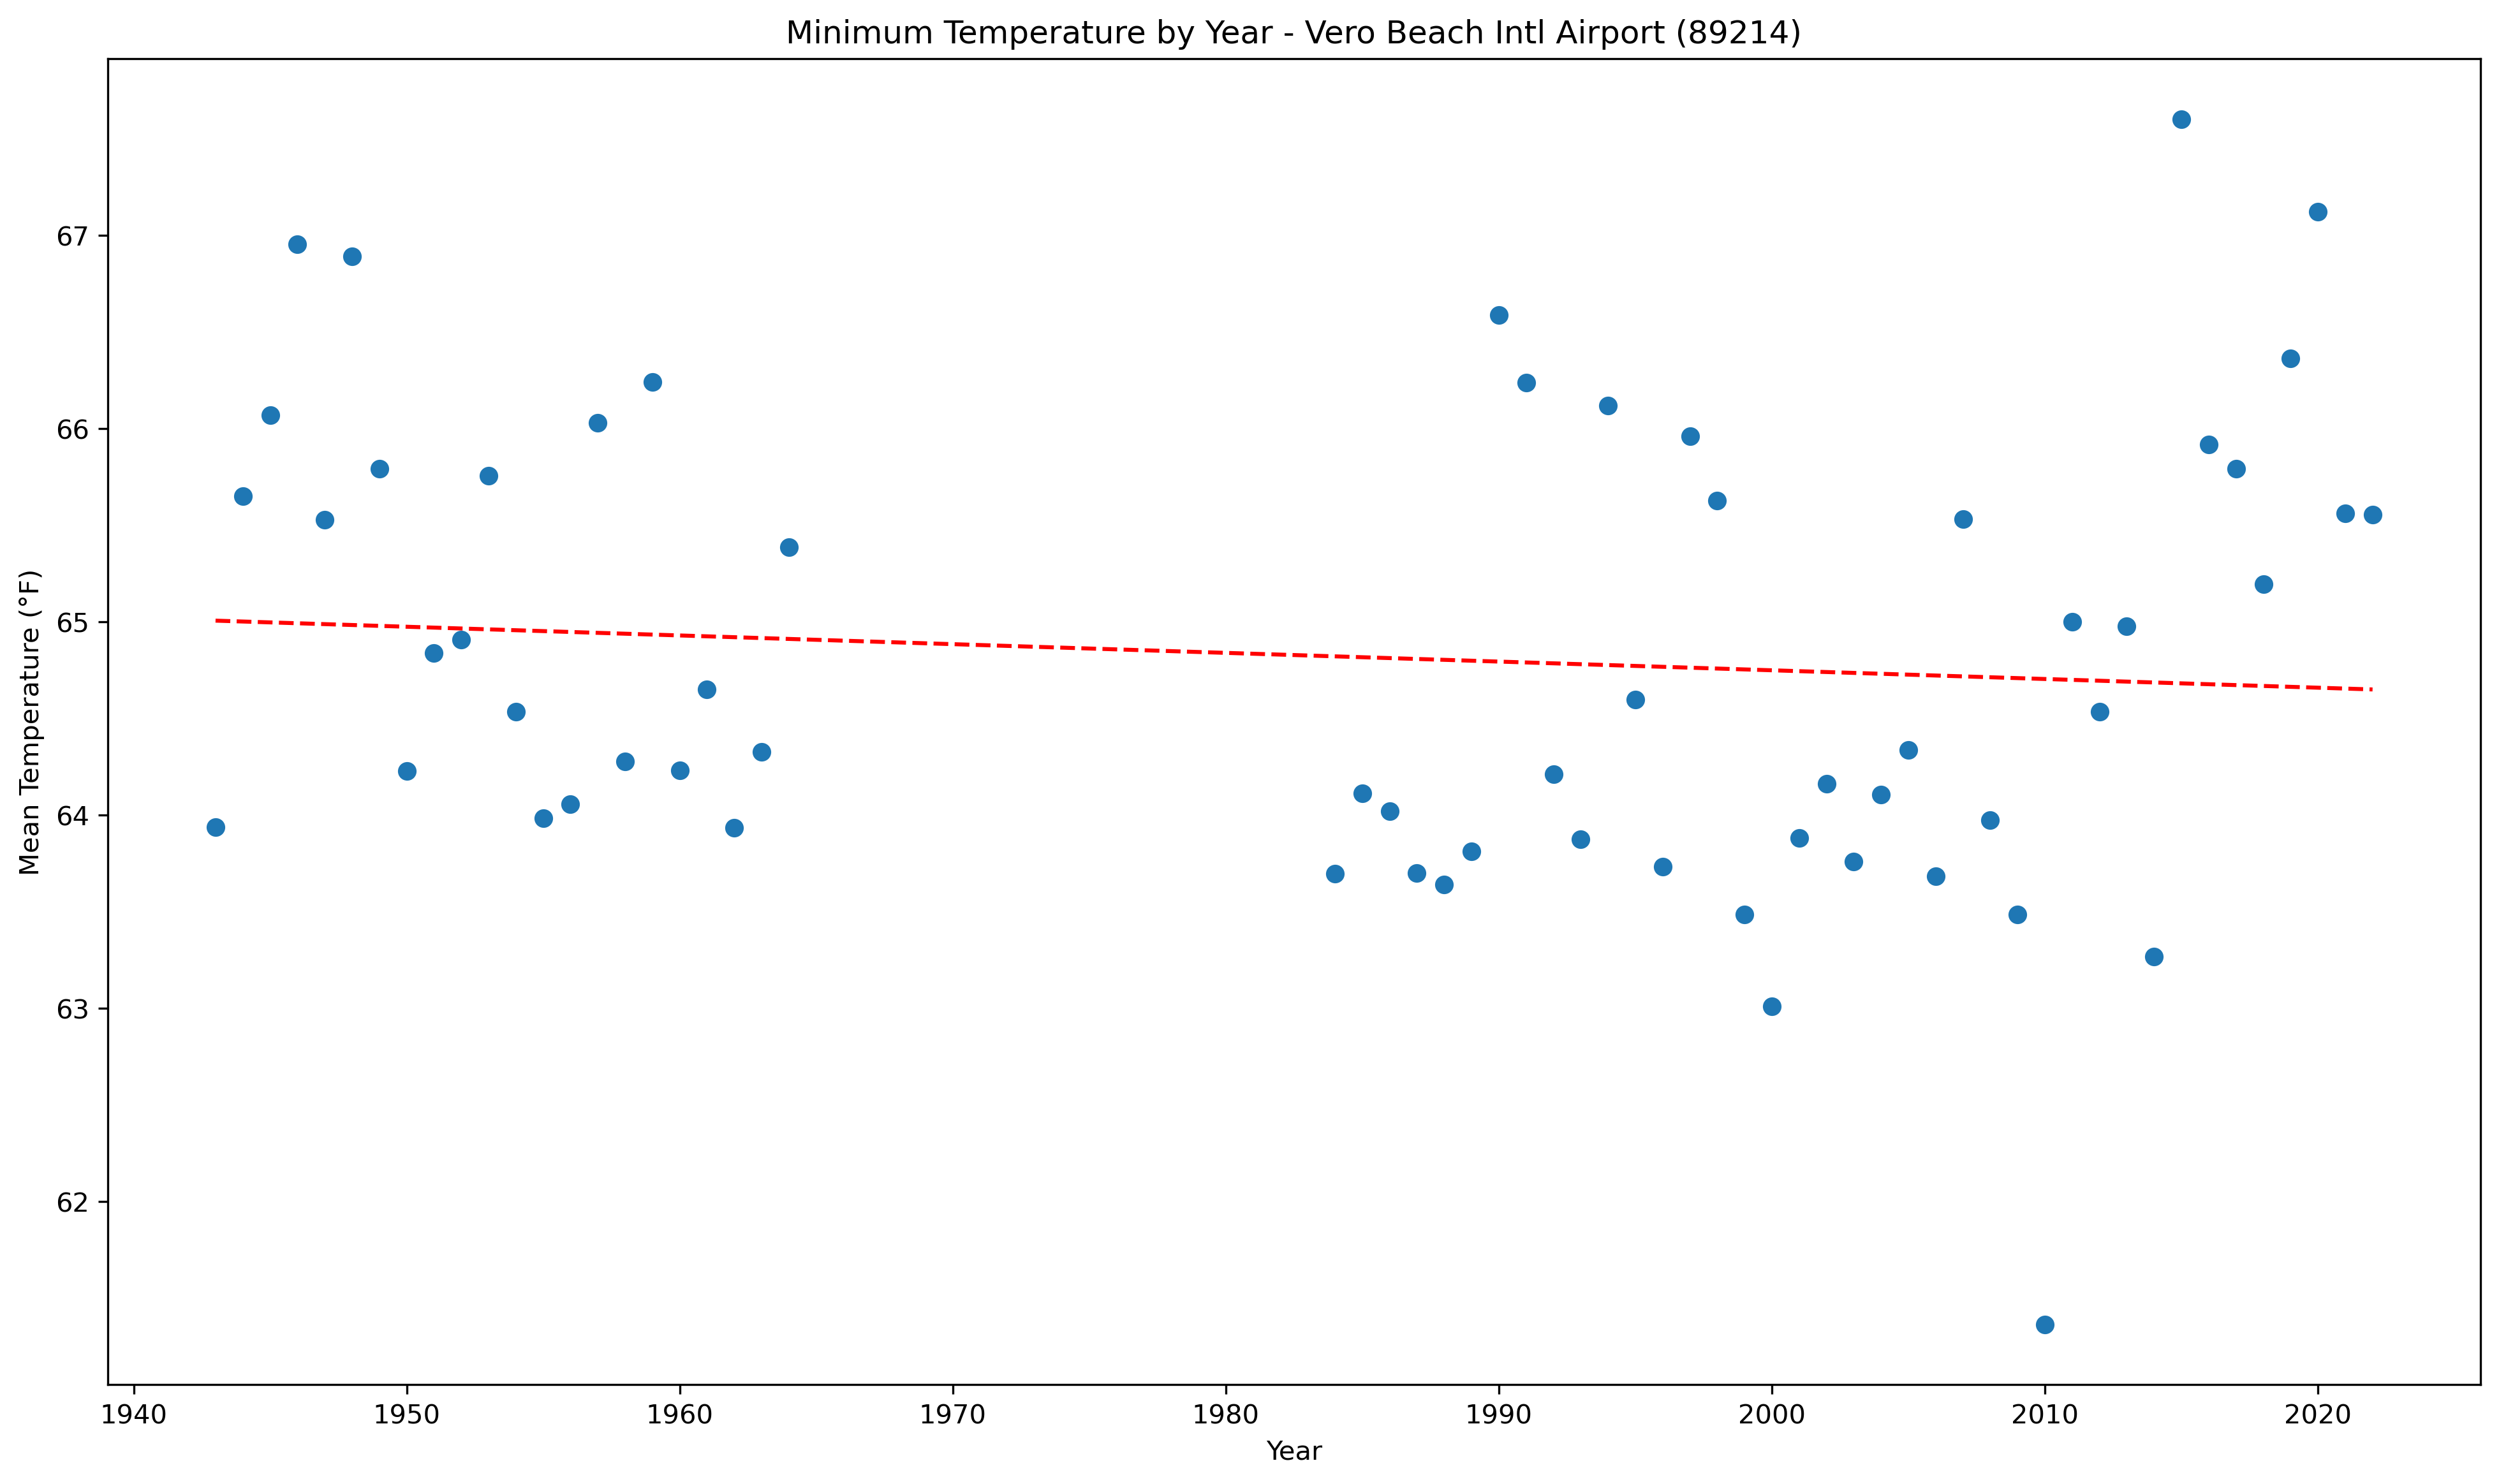 Minimum Temperature by Year - Vero Beach Intl Airport (89214)
Mean Temperature (°F)
67
66
65
64
63
62
1940 1950 1960 1970 1980 1990 2000 2010 2020
Year